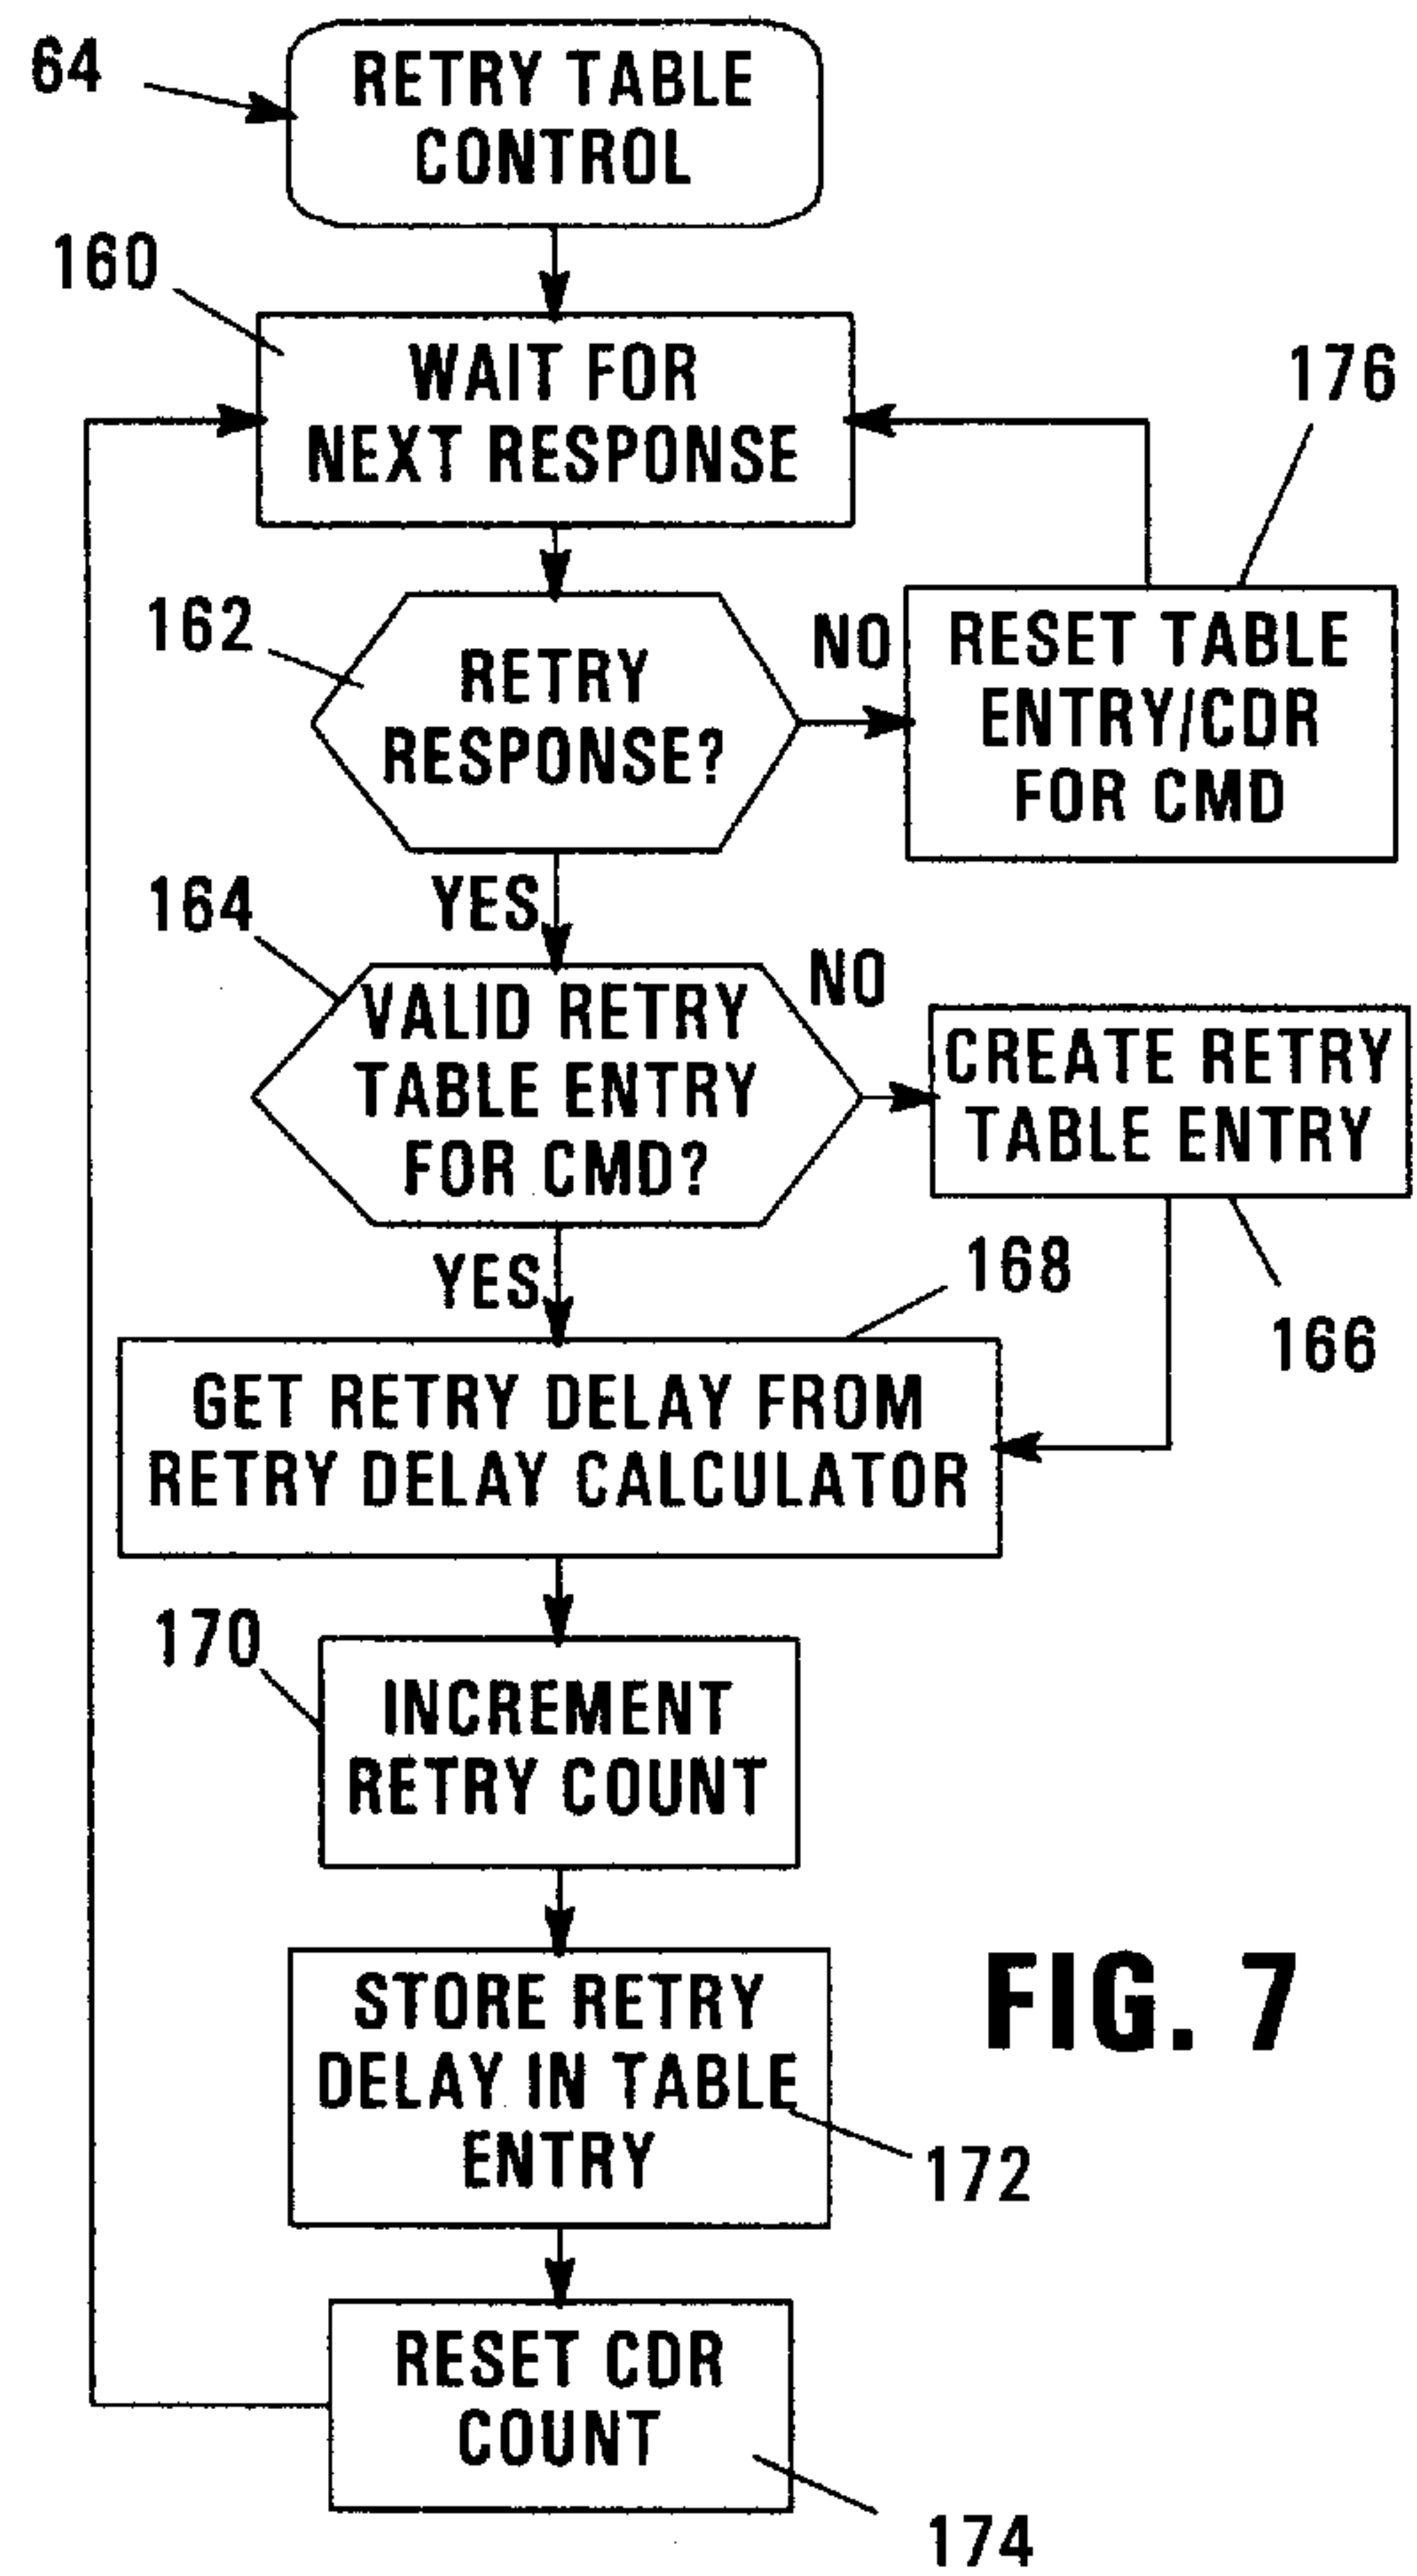 64
RETRY TABLE
CONTROL
160
WAIT FOR
NEXT RESPONSE
176
162
RETRY
RESPONSE?
NO
RESET TABLE
ENTRY/CDR
FOR CMD
YES
164
VALID RETRY
TABLE ENTRY
FOR CMD?
NO
CREATE RETRY
TABLE ENTRY
YES
168
166
GET RETRY DELAY FROM
RETRY DELAY CALCULATOR
170
INCREMENT
RETRY COUNT
STORE RETRY
DELAY IN TABLE
ENTRY
172
FIG. 7
RESET CDR
COUNT
174